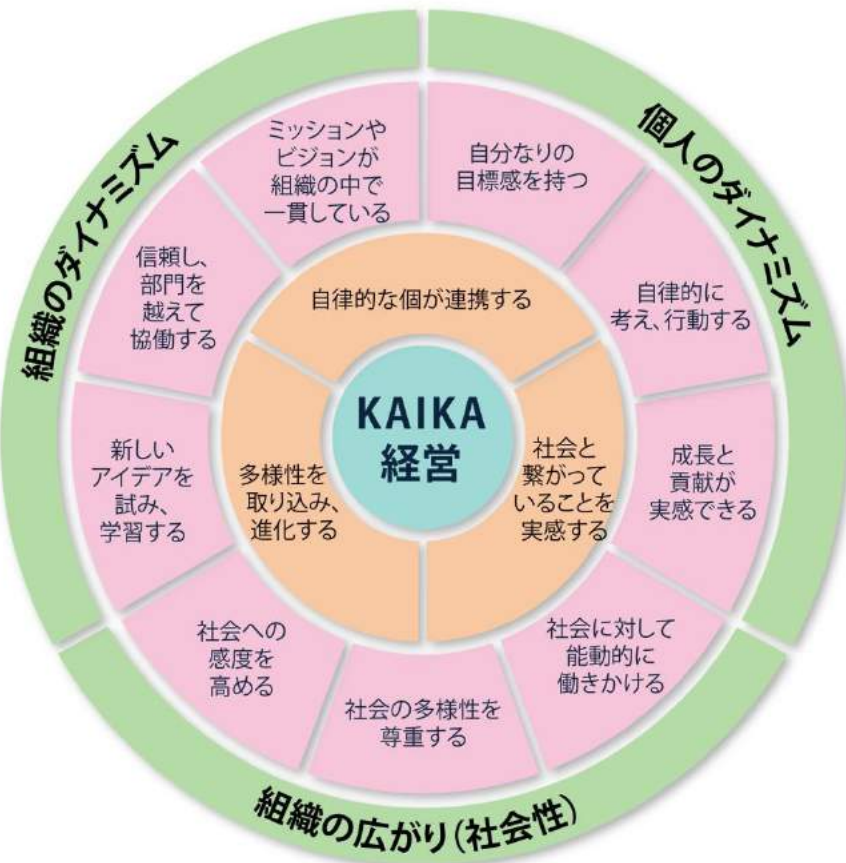 組織のダイナミズム
個人のダイナミズム
組織の広がり(社会性)
ミッションや
ビジョンが
組織の中で
一貫している
自分なりの
目標感を持つ
信頼し、
部門を
越えて
協働する
自律的に
考え、行動する
新しい
アイデアを
試み、
学習する
成長と
貢献が
実感できる
社会への
感度を
高める
社会の多様性を
尊重する
社会に対して
能動的に
働きかける
自律的な個が連携する
多様性を
取り込み、
進化する
社会と
繋がって
いることを
実感する
KAIKA
経営